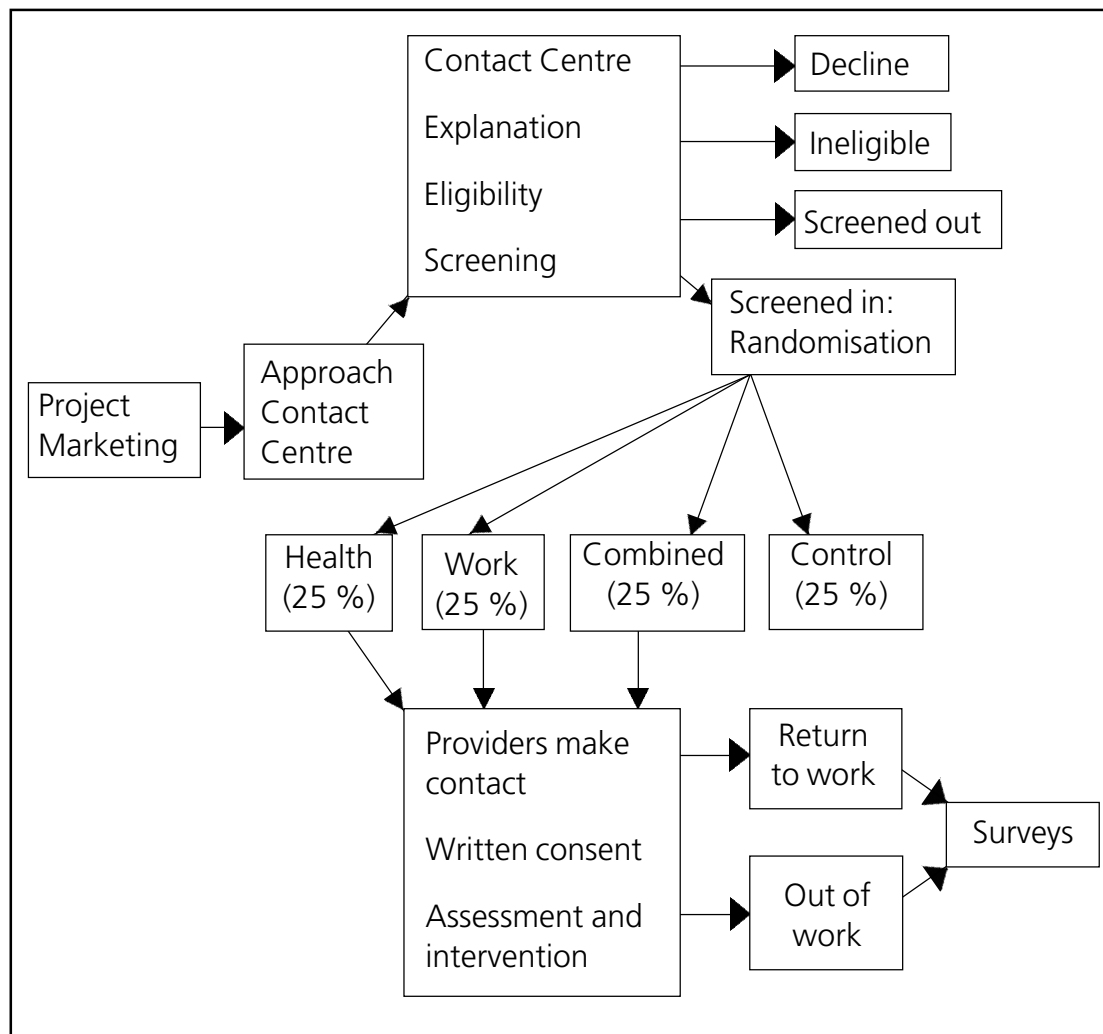 Contact Centre
Explanation
Eligibility
Screening
Decline
Ineligible
Screened out
Screened in:
Randomisation
Approach
Contact
Centre
Project
Marketing
Health
(25 %)
Work
(25 %)
Combined
(25 %)
Control
(25 %)
Providers make
contact
Written consent
Assessment and
intervention
Return
to work
Out of
work
Surveys